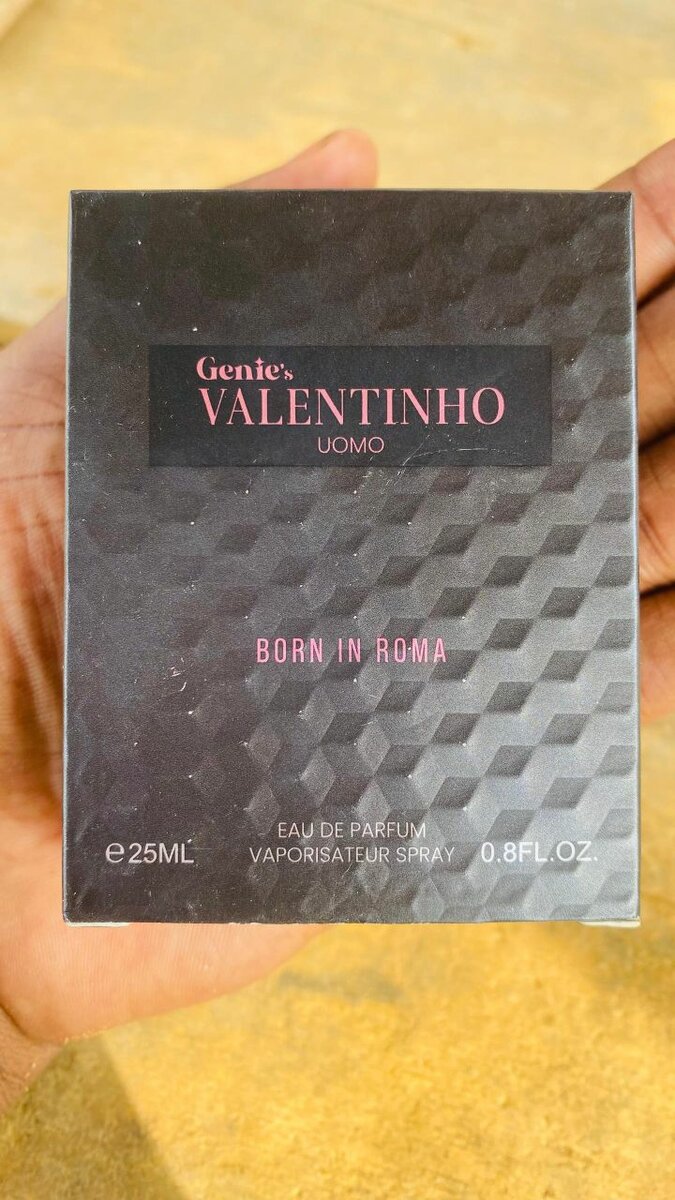 Genie's
VALENTINHO
UOMO
BORN IN ROMA
EAU DE PARFUM
℮25ML VAPORISATEUR SPRAY 0.8FL.OZ.